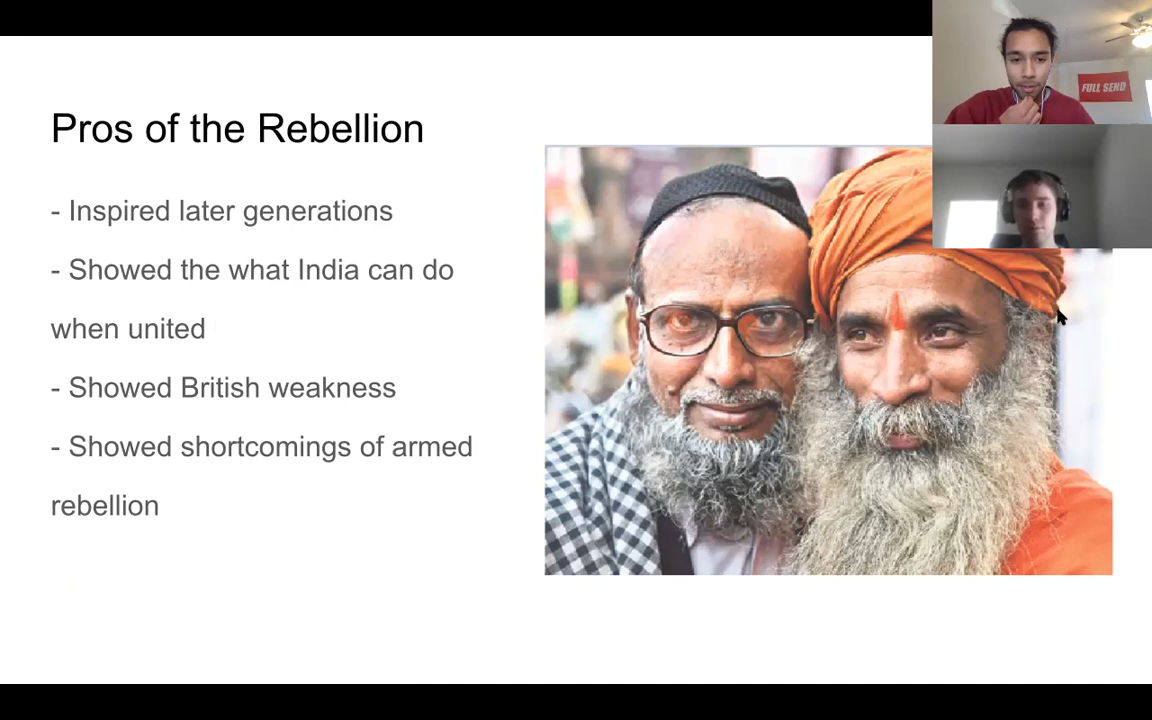 Pros of the Rebellion
- Inspired later generations
- Showed the what India can do
when united
- Showed British weakness
- Showed shortcomings of armed
rebellion
FULL SEND